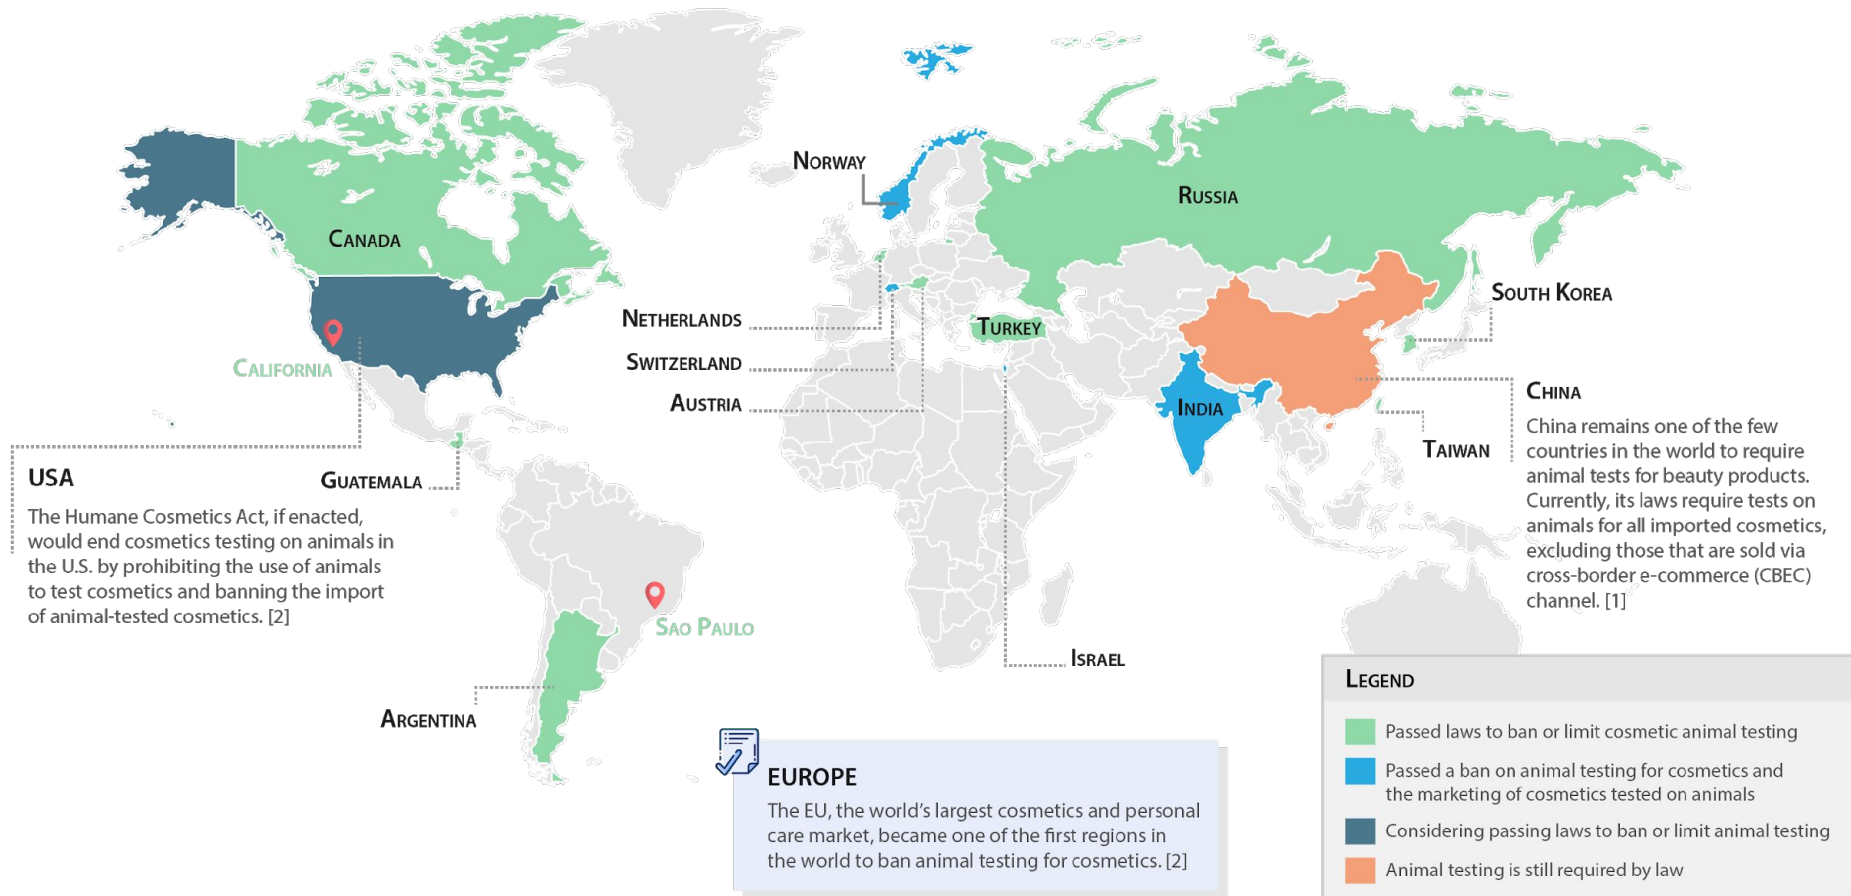 NORWAY
RUSSIA
CANADA
SOUTH KOREA
NETHERLANDS
TURKEY
SWITZERLAND
CALIFORNIA
AUSTRIA
INDIA
CHINA
China remains one of the few
countries in the world to require
animal tests for beauty products.
Currently, its laws require tests on
animals for all imported cosmetics,
excluding those that are sold via
cross-border e-commerce (CBEC)
channel. [1]
TAIWAN
USA
The Humane Cosmetics Act, if enacted,
would end cosmetics testing on animals in
the U.S. by prohibiting the use of animals
to test cosmetics and banning the import
of animal-tested cosmetics. [2]
GUATEMALA
SAO PAULO
ISRAEL
ARGENTINA
EUROPE
The EU, the world's largest cosmetics and personal
care market, became one of the first regions in
the world to ban animal testing for cosmetics. [2]
LEGEND
Passed laws to ban or limit cosmetic animal testing
Passed a ban on animal testing for cosmetics and
the marketing of cosmetics tested on animals
Considering passing laws to ban or limit animal testing
Animal testing is still required by law